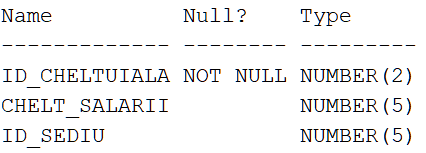 Name          Null?    Type
------------- -------- ---------
ID_CHELTUIALA NOT NULL NUMBER(2)
CHELT_SALARII          NUMBER(5)
ID_SEDIU               NUMBER(5)